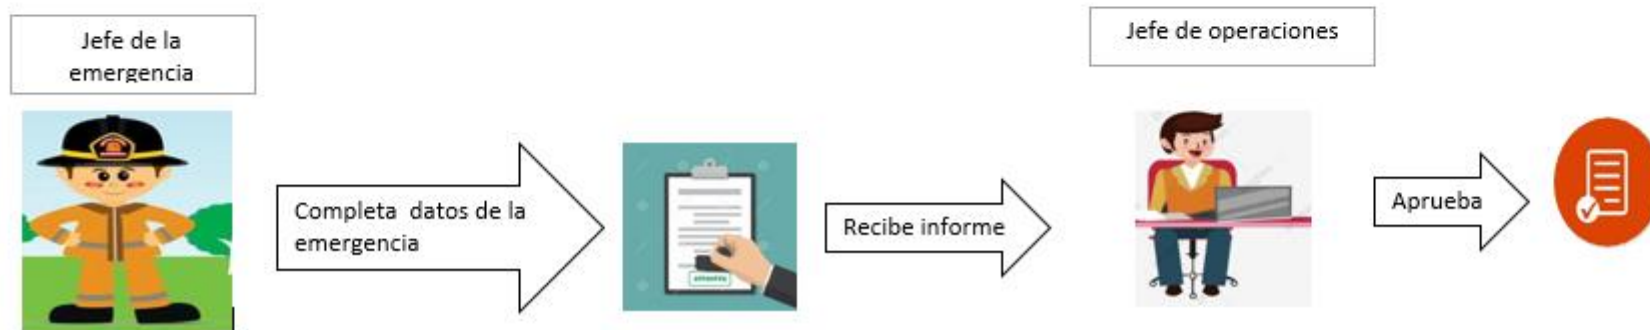 Jefe de la
emergencia
Jefe de operaciones
Completa datos de la
emergencia
Recibe informe
Aprueba